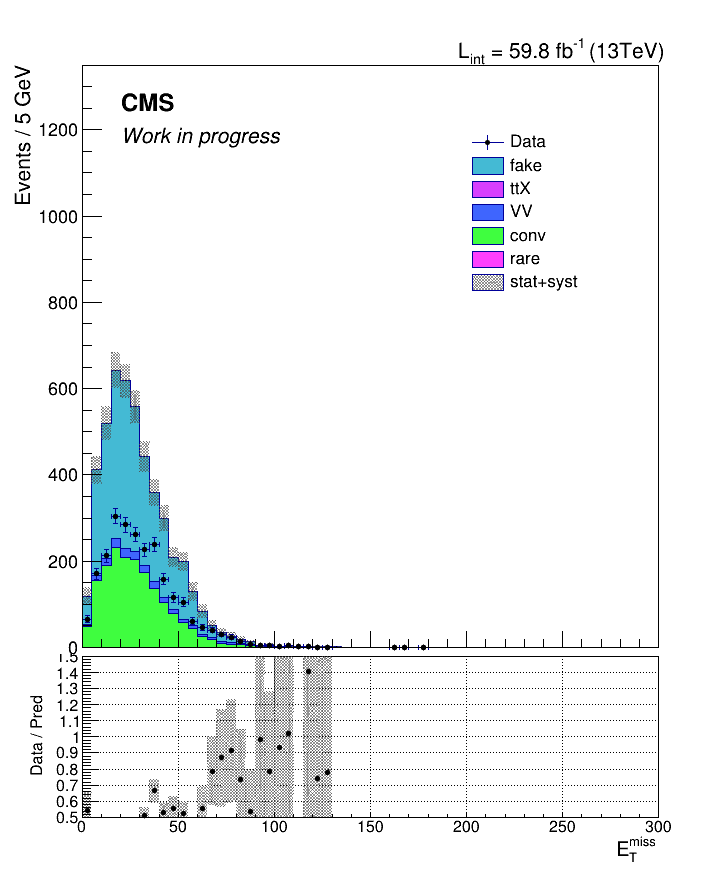 L_int = 59.8 fb^-1 (13TeV)
Events / 5 GeV
CMS
Work in progress
Data
fake
ttX
VV
conv
rare
stat+syst
1200
1000
800
600
400
200
0
Data / Pred
1.5
1.4
1.3
1.2
1.1
1
0.9
0.8
0.7
0.6
0.5
0 50 100 150 200 250 300
E_T^miss